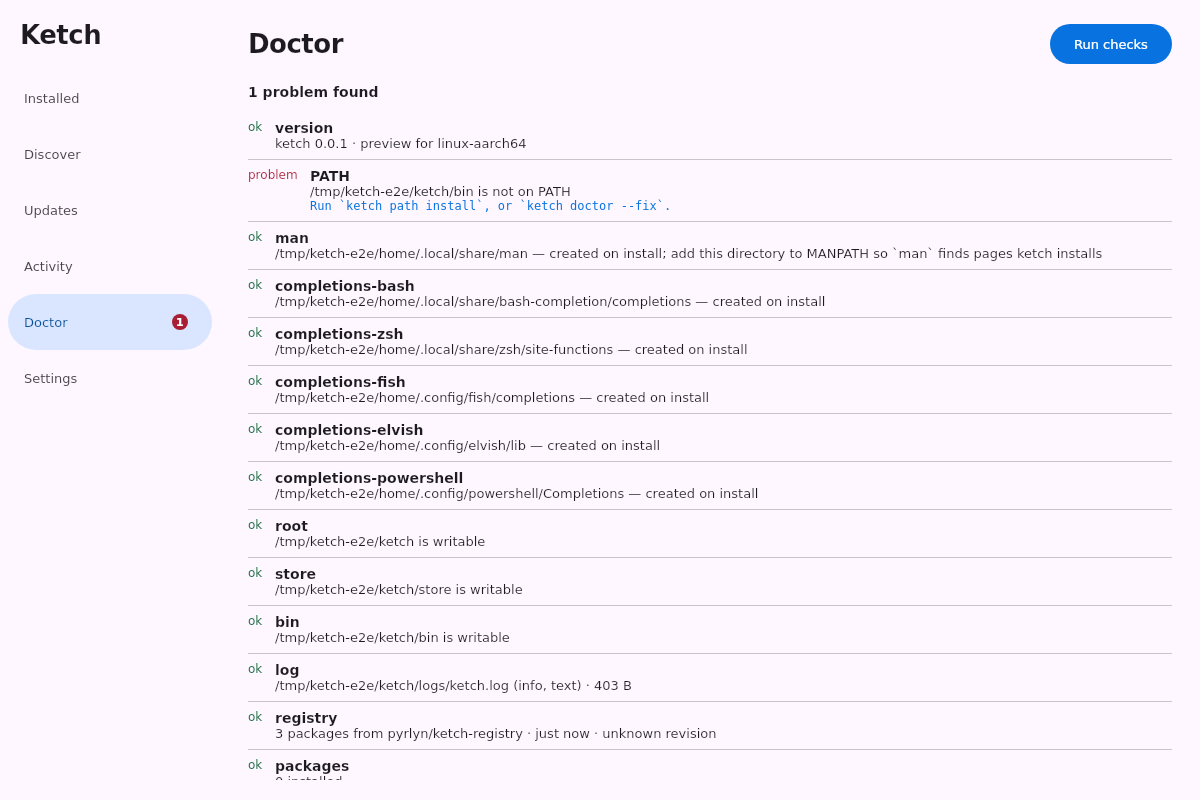 Ketch
Installed
Discover
Updates
Activity
Doctor
1
Settings
Doctor
Run checks
1 problem found
ok version
ketch 0.0.1 · preview for linux-aarch64
problem PATH
/tmp/ketch-e2e/ketch/bin is not on PATH
Run `ketch path install`, or `ketch doctor --fix`.
ok man
/tmp/ketch-e2e/home/.local/share/man — created on install; add this directory to MANPATH so `man` finds pages ketch installs
ok completions-bash
/tmp/ketch-e2e/home/.local/share/bash-completion/completions — created on install
ok completions-zsh
/tmp/ketch-e2e/home/.local/share/zsh/site-functions — created on install
ok completions-fish
/tmp/ketch-e2e/home/.config/fish/completions — created on install
ok completions-elvish
/tmp/ketch-e2e/home/.config/elvish/lib — created on install
ok completions-powershell
/tmp/ketch-e2e/home/.config/powershell/Completions — created on install
ok root
/tmp/ketch-e2e/ketch is writable
ok store
/tmp/ketch-e2e/ketch/store is writable
ok bin
/tmp/ketch-e2e/ketch/bin is writable
ok log
/tmp/ketch-e2e/ketch/logs/ketch.log (info, text) · 403 B
ok registry
3 packages from pyrlyn/ketch-registry · just now · unknown revision
ok packages